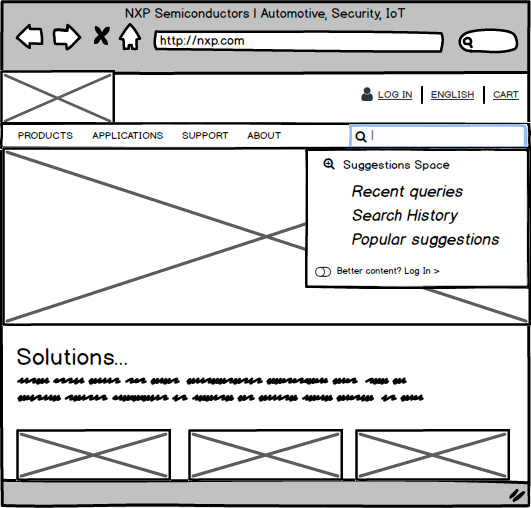 NXP Semiconductors | Automotive, Security, IoT
http://nxp.com
LOG IN | ENGLISH | CART
PRODUCTS APPLICATIONS SUPPORT ABOUT
Suggestions Space
Recent queries
Search History
Popular suggestions
Better content? Log In >
Solutions...